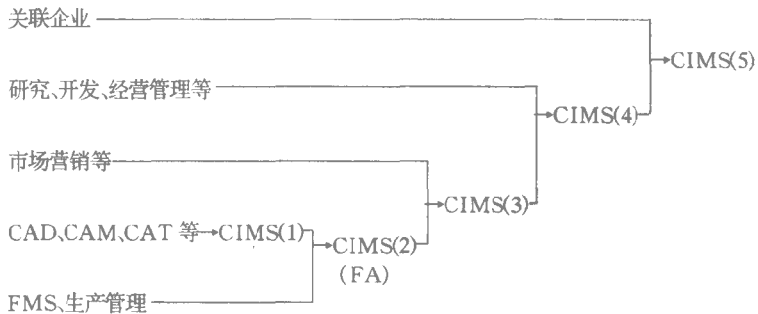 关联企业
CIMS(5)
研究、开发、经营管理等
CIMS(4)
市场营销等
CIMS(3)
CAD、CAM、CAT 等 CIMS(1)
CIMS(2)
(FA)
FMS、生产管理